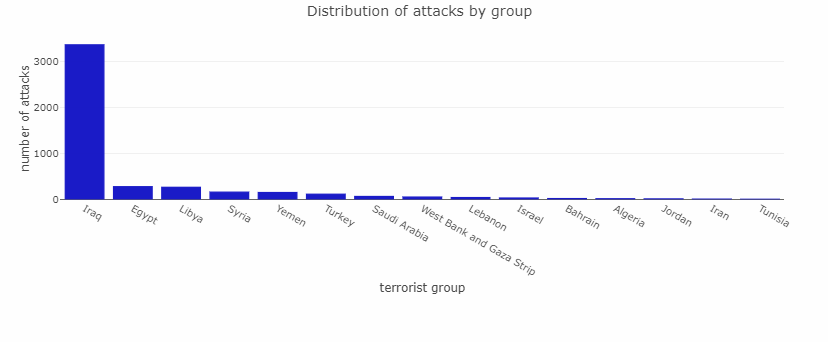 Distribution of attacks by group
number of attacks
3000
2000
1000
0
Iraq
Egypt
Libya
Syria
Yemen
Turkey
Saudi Arabia
West Bank and Gaza Strip
Lebanon
Israel
Bahrain
Algeria
Jordan
Iran
Tunisia
terrorist group